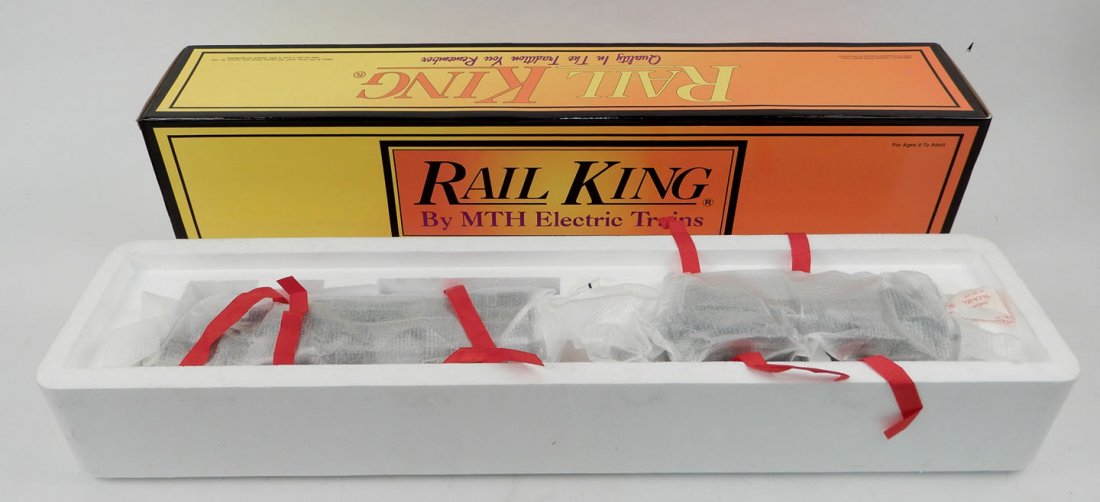 Quality In The Tradition You Remember
RAIL KING®
For Ages 8 To Adult
RAIL KING®
By MTH Electric Trains